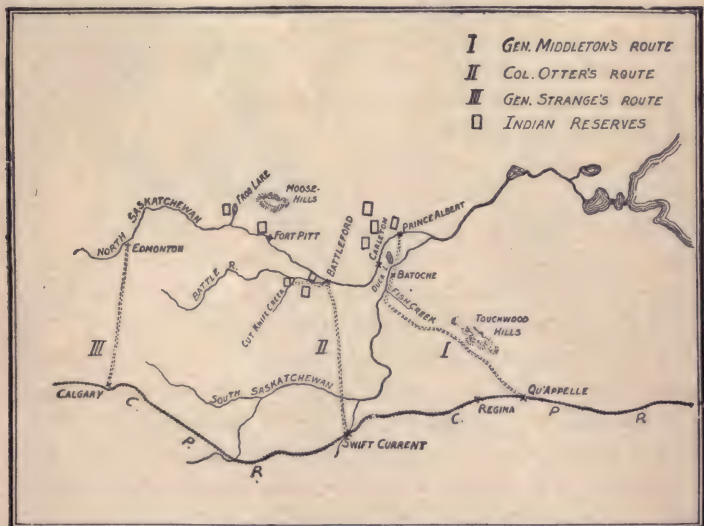 I GEN. MIDDLETON'S ROUTE
II COL. OTTER'S ROUTE
III GEN. STRANGE'S ROUTE
INDIAN RESERVES
FROG LAKE
MOOSE-
HILLS
NORTH SASKATCHEWAN
EDMONTON
FORT PITT
BATTLEFORD
CARLETON
PRINCE ALBERT
DUCK L.
BATOCHE
BATTLE R.
CUT KNIFE CREEK
FISH CREEK
TOUCHWOOD
HILLS
III
II
I
SOUTH SASKATCHEWAN
CALGARY
C. P. R.
SWIFT CURRENT
REGINA
QU'APPELLE
C. P. R